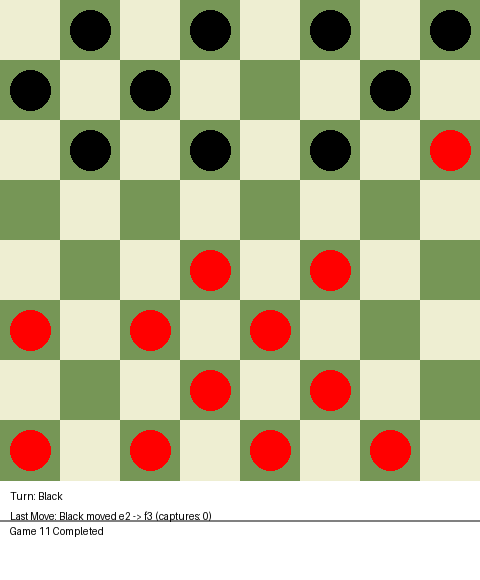 Turn: Black
Last Move: Black moved e2 -> f3 (captures: 0)
Game 11 Completed